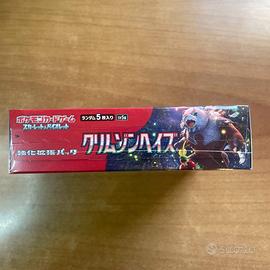 ポケモンカードゲーム
スカーレット&バイオレット
強化拡張パック
ランダム5枚入り
sv5a
クリムゾンヘイズ
subito